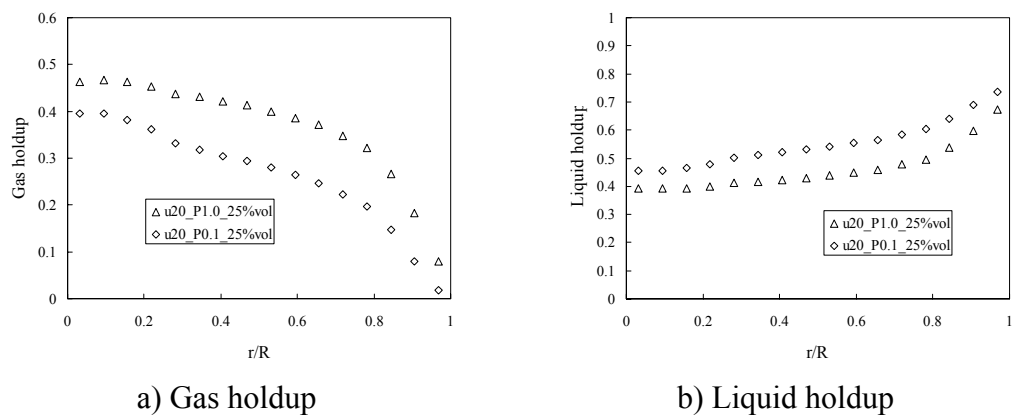 0.6
0.5
0.4
0.3
0.2
0.1
0
Gas holdup
u20_P1.0_25%vol
u20_P0.1_25%vol
0 0.2 0.4 0.6 0.8 1
r/R
a) Gas holdup
1
0.9
0.8
0.7
0.6
0.5
0.4
0.3
0.2
0.1
0
Liquid holdup
u20_P1.0_25%vol
u20_P0.1_25%vol
0 0.2 0.4 0.6 0.8 1
r/R
b) Liquid holdup